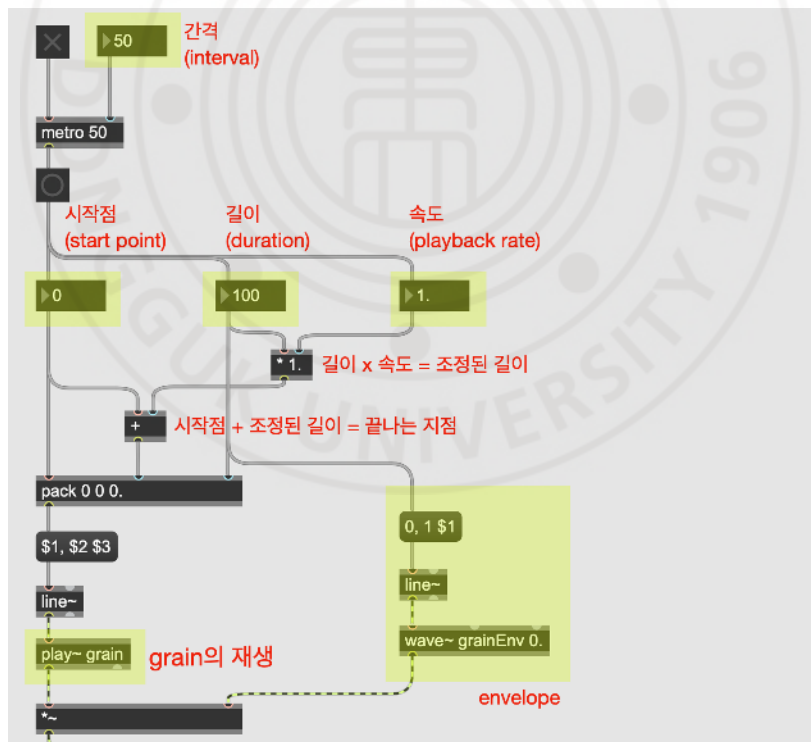 50
간격
(interval)
metro 50
시작점
(start point)
길이
(duration)
속도
(playback rate)
0
100
1.
* 1.
길이 x 속도 = 조정된 길이
+
시작점 + 조정된 길이 = 끝나는 지점
pack 0 0 0.
$1, $2 $3
0, 1 $1
line~
line~
play~ grain
grain의 재생
wave~ grainEnv 0.
envelope
*~
DONGGUK UNIVERSITY 1906